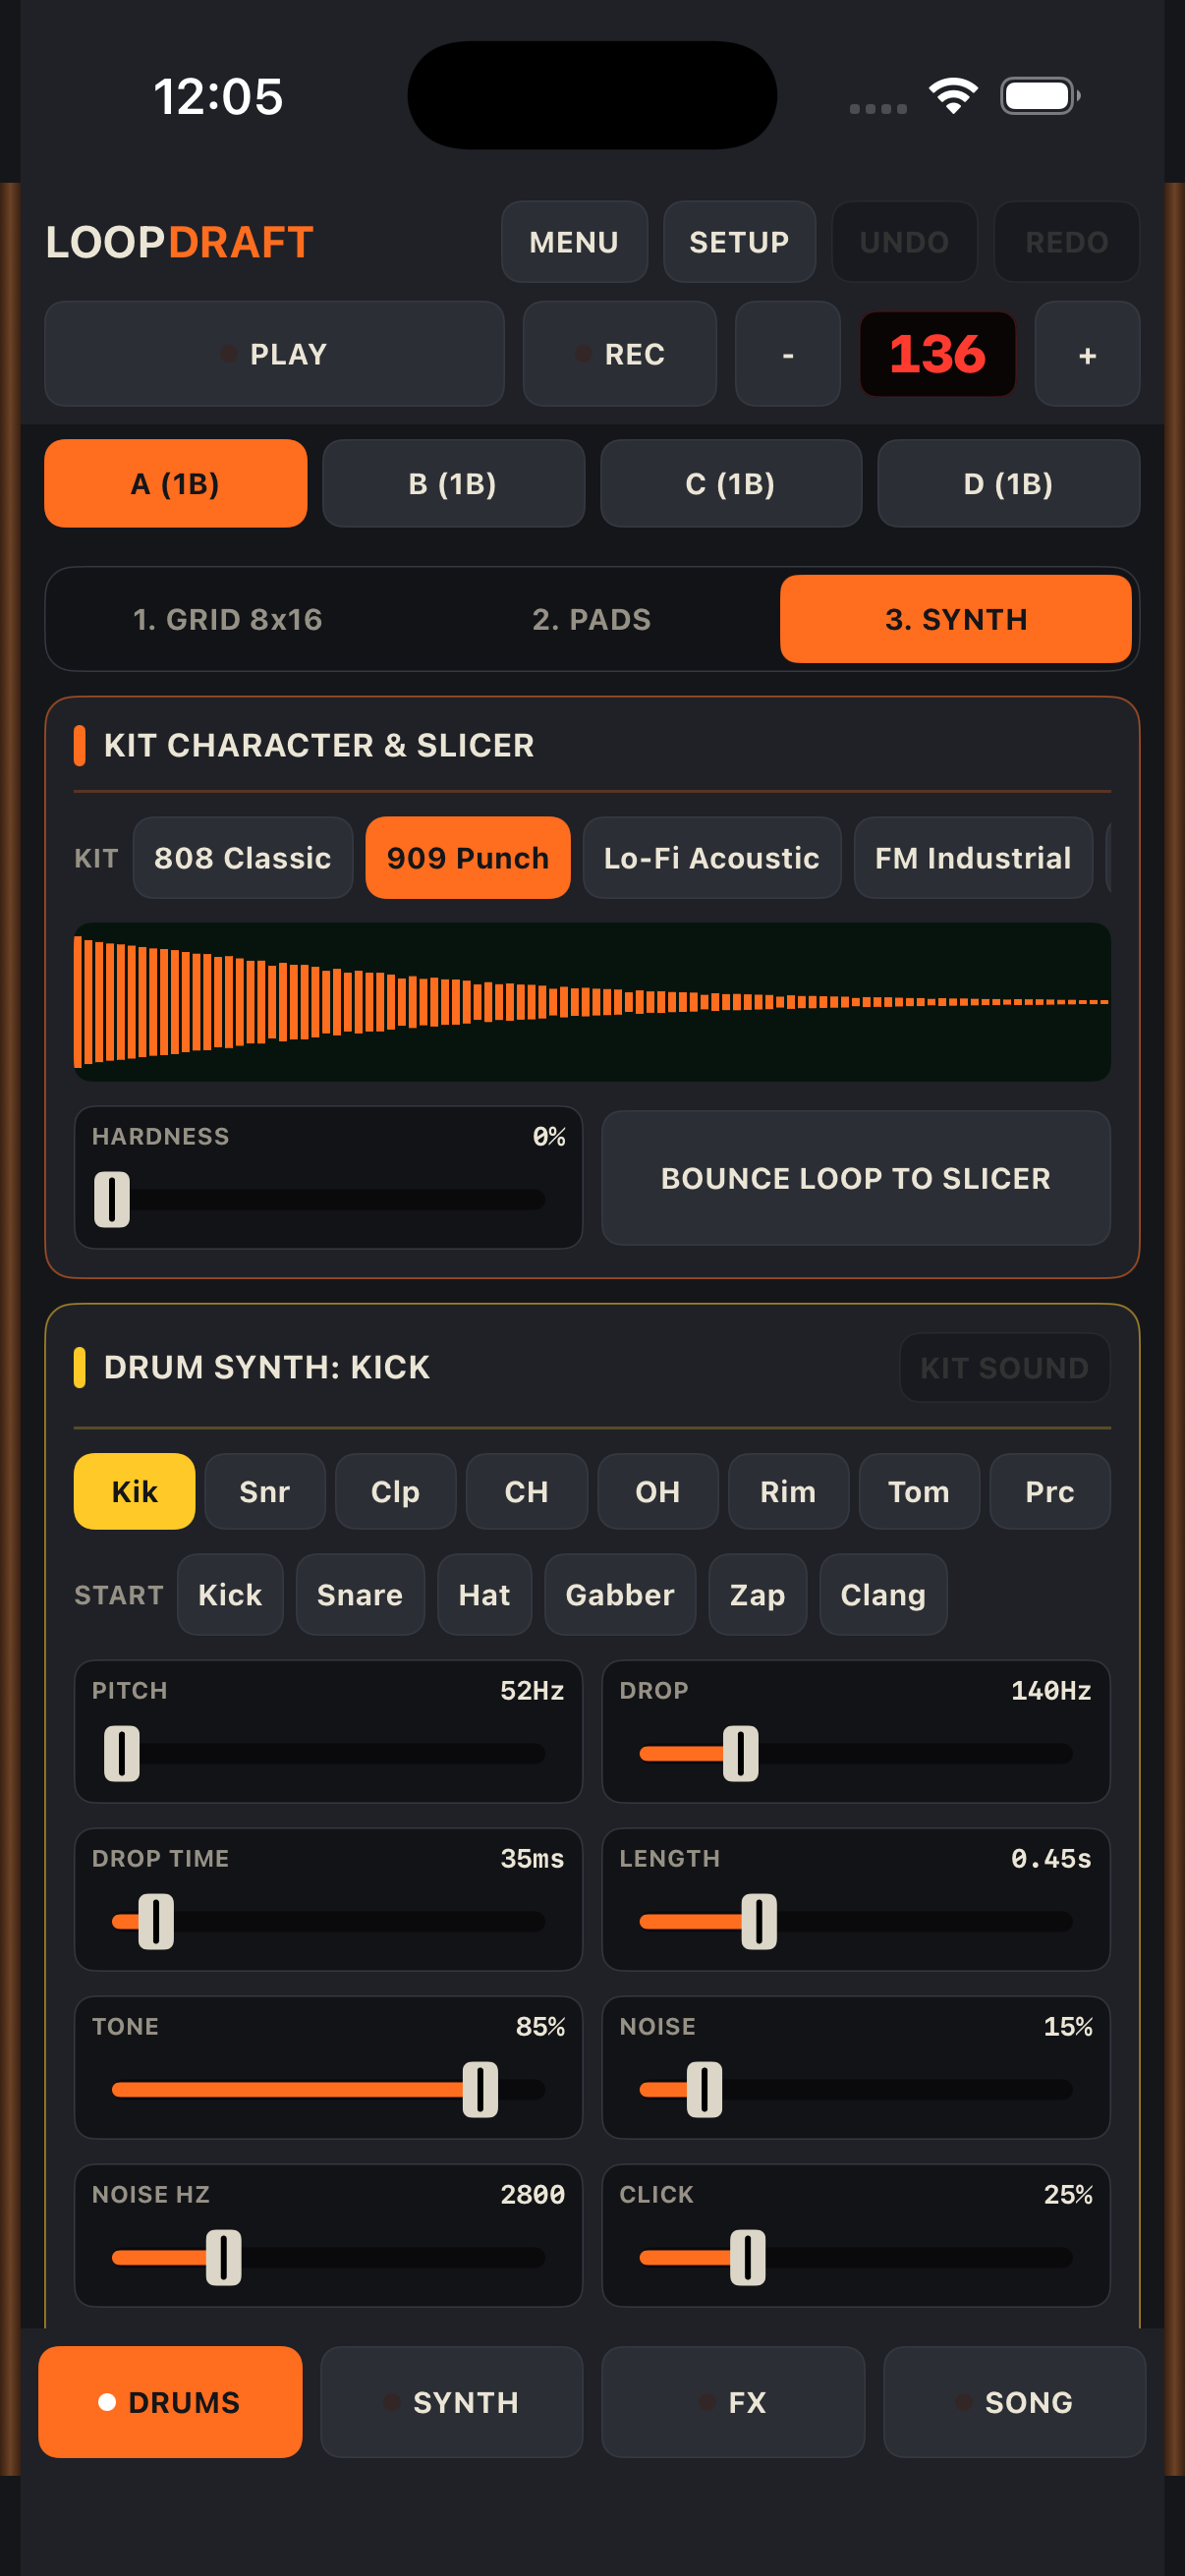 12:05
LOOPDRAFT MENU SETUP UNDO REDO
PLAY REC - 136 +
A (1B) B (1B) C (1B) D (1B)
1. GRID 8x16 2. PADS 3. SYNTH
KIT CHARACTER & SLICER
KIT 808 Classic 909 Punch Lo-Fi Acoustic FM Industrial
HARDNESS 0% BOUNCE LOOP TO SLICER
DRUM SYNTH: KICK KIT SOUND
Kik Snr Clp CH OH Rim Tom Prc
START Kick Snare Hat Gabber Zap Clang
PITCH 52Hz DROP 140Hz
DROP TIME 35ms LENGTH 0.45s
TONE 85% NOISE 15%
NOISE HZ 2800 CLICK 25%
DRUMS SYNTH FX SONG